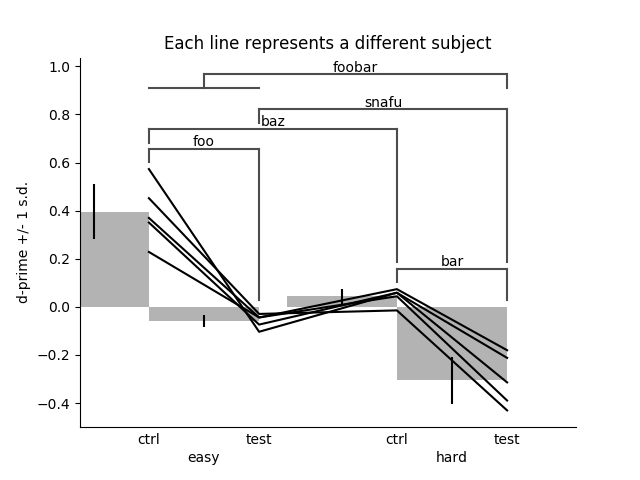 Each line represents a different subject
foobar
snafu
baz
foo
bar
d-prime +/- 1 s.d.
1.0
0.8
0.6
0.4
0.2
0.0
−0.2
−0.4
ctrl test ctrl test
easy hard